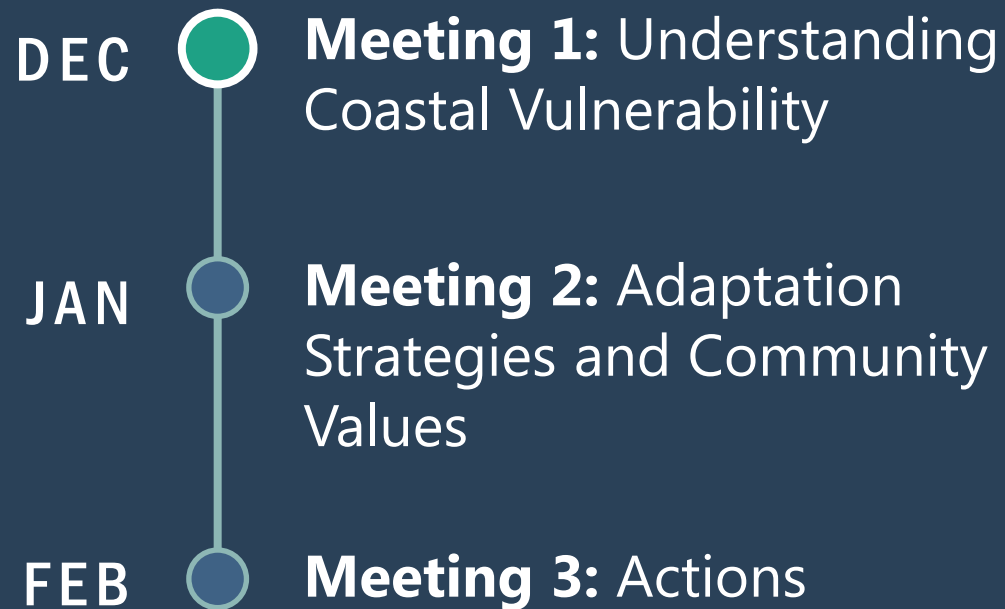 DEC
Meeting 1: Understanding
Coastal Vulnerability
JAN
Meeting 2: Adaptation
Strategies and Community
Values
FEB
Meeting 3: Actions